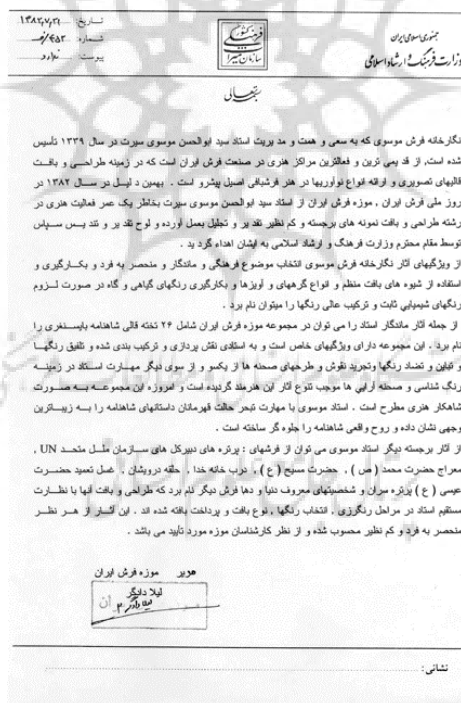 جمهوری اسلامی ایران
وزارت فرهنگ و ارشاد اسلامی
سازمان میراث فرهنگی کشور
تاریخ: ۱۳۸۲,۷,۲۱
شماره:
پیوست: ندارد
بسمه تعالی
نگارخانه فرش موسوی که به سعی و همت و مد یریت استاد سید ابوالحسن موسوی سیرت در سال ۱۳۳۹ تأسیس
شده است, از قد یمی ترین و فعالترین مراکز هنری در صنعت فرش ایران است که در زمینه طراحی و بافت
قالیهای تصویری و ارائه انواع نوآوریها در هنر فرشبافی اصیل پیشرو است . بهمین د لیل در سال ۱۳۸۲ در
روز ملی فرش ایران , موزه فرش ایران از استاد سید ابوالحسن موسوی سیرت بخاطر یک عمر فعالیت هنری در
رشته طراحی و بافت نمونه های برجسته و کم نظیر تقد یر و تجلیل بعمل آورده و لوح تقد یر و تند یس سپاس
توسط مقام محترم وزارت فرهنگ و ارشاد اسلامی به ایشان اهداء گرد ید .
از ویژگیهای آثار نگارخانه فرش موسوی انتخاب موضوع فرهنگی و ماندگار و منحصر به فرد و بکارگیری و
استفاده از شیوه های بافت منظم و انواع گرههای و آویزها و بکارگیری رنگهای گیاهی و گاه در صورت لزوم
رنگهای شیمیایی ثابت و ترکیب عالی رنگها را میتوان نام برد .
از جمله آثار ماندگار استاد را می توان در مجموعه موزه فرش ایران شامل ۲۶ تخته قالی شاهنامه بایسنغری را
نام برد . این مجموعه دارای ویژگیهای خاص است و به استادی نقش پردازی و ترکیب بندی شده و تلفیق رنگها
و تباین و تضاد رنگها وتجرید نقوش و طرحهای صحنه ها از یکسو و از سوی دیگر مهارت استاد در زمینه
رنگ شناسی و صحنه آرایی ها موجب تنوع آثار این هنرمند گردیده است و امروزه این مجموعه به صورت
شاهکار هنری مطرح است . استاد موسوی با مهارت تبحر حالت قهرمانان داستانهای شاهنامه را به زیباترین
وجهی نشان داده و روح واقعی شاهنامه را جلوه گر ساخته است .
از آثار برجسته دیگر استاد موسوی می توان از فرشهای : پرتره های دبیرکل های سازمان ملل متحد UN ,
معراج حضرت محمد ( ص ) , حضرت مسیح ( ع ) , درب خانه خدا , حلقه درویشان , غسل تعمید حضرت
عیسی ( ع ) پرتره سران و شخصیتهای معروف دنیا و دهها فرش دیگر نام برد که طراحی و بافت آنها با نظارت
مستقیم استاد در مراحل رنگرزی , انتخاب رنگها , نوع بافت و پرداخت بافته شده اند . این آثار از هر نظر
منحصر به فرد و کم نظیر محسوب شده و از نظر کارشناسان موزه مورد تأیید می باشد .
مدیر موزه فرش ایران
لیلا دادگر
نشانی :